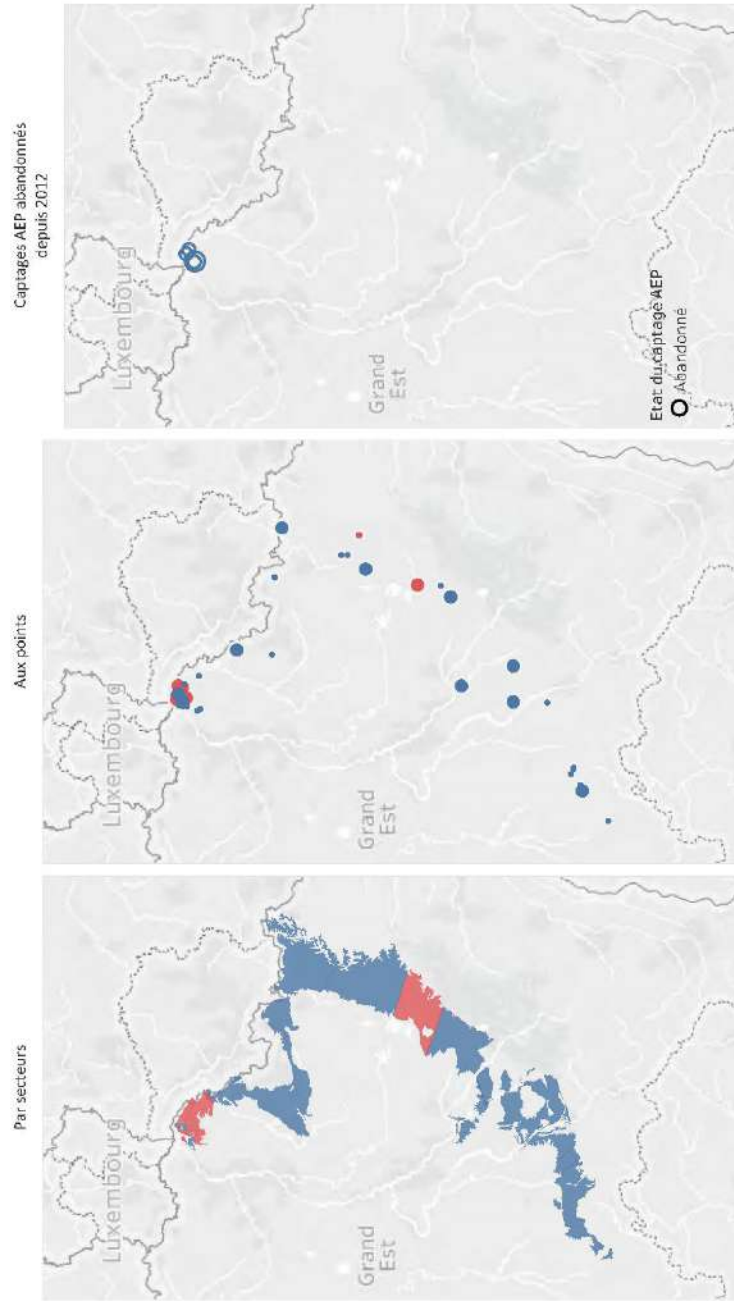 Par secteurs
Luxembourg
Grand
Est
Aux points
Luxembourg
Grand
Est
Captages AEP abandonnés
depuis 2012
Luxembourg
Grand
Est
Etat du captage AEP
Abandonné